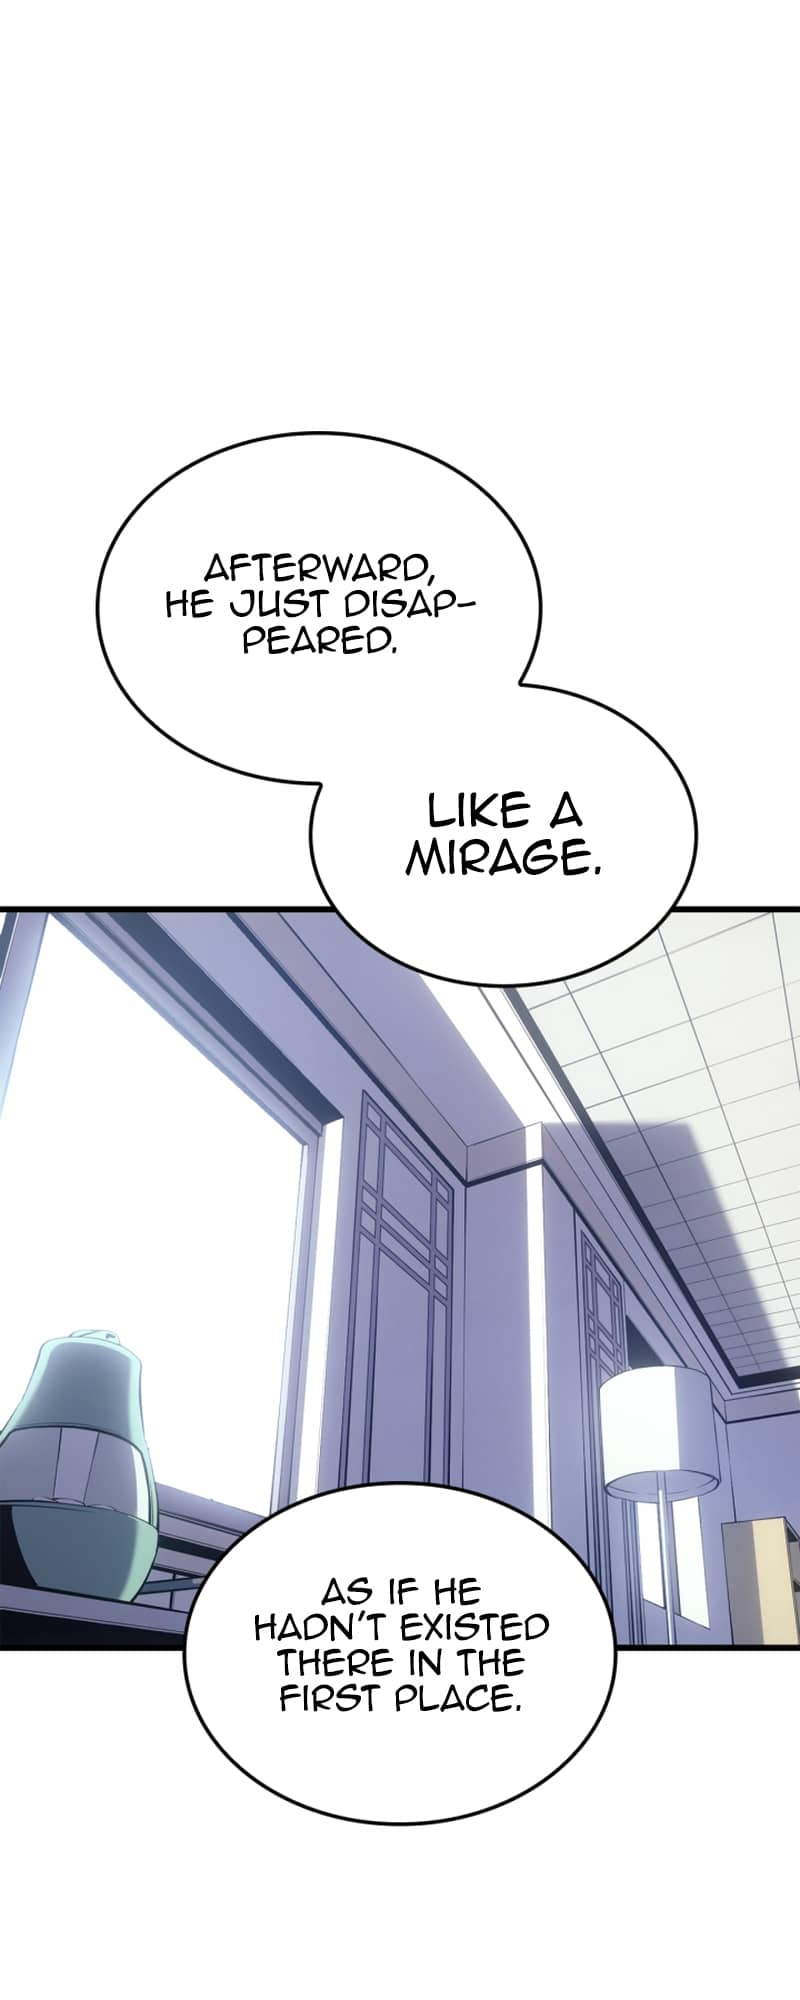 AFTERWARD,
HE JUST DISAP-
PEARED.
LIKE A
MIRAGE.
AS IF HE
HADN'T EXISTED
THERE IN THE
FIRST PLACE.